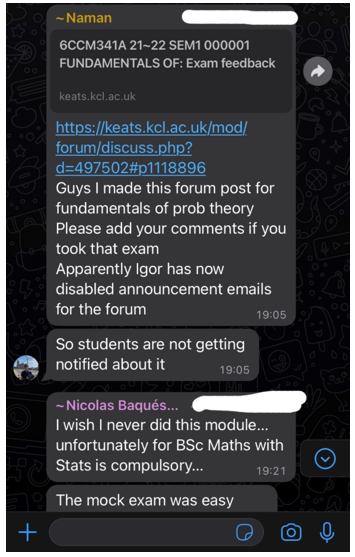 ~Naman
6CCM341A 21~22 SEM1 000001
FUNDAMENTALS OF: Exam feedback
keats.kcl.ac.uk
https://keats.kcl.ac.uk/mod/
forum/discuss.php?
d=497502#p1118896
Guys I made this forum post for
fundamentals of prob theory
Please add your comments if you
took that exam
Apparently Igor has now
disabled announcement emails
for the forum
19:05
So students are not getting
notified about it
19:05
~Nicolas Baqués...
I wish I never did this module...
unfortunately for BSc Maths with
Stats is compulsory...
19:21
The mock exam was easy